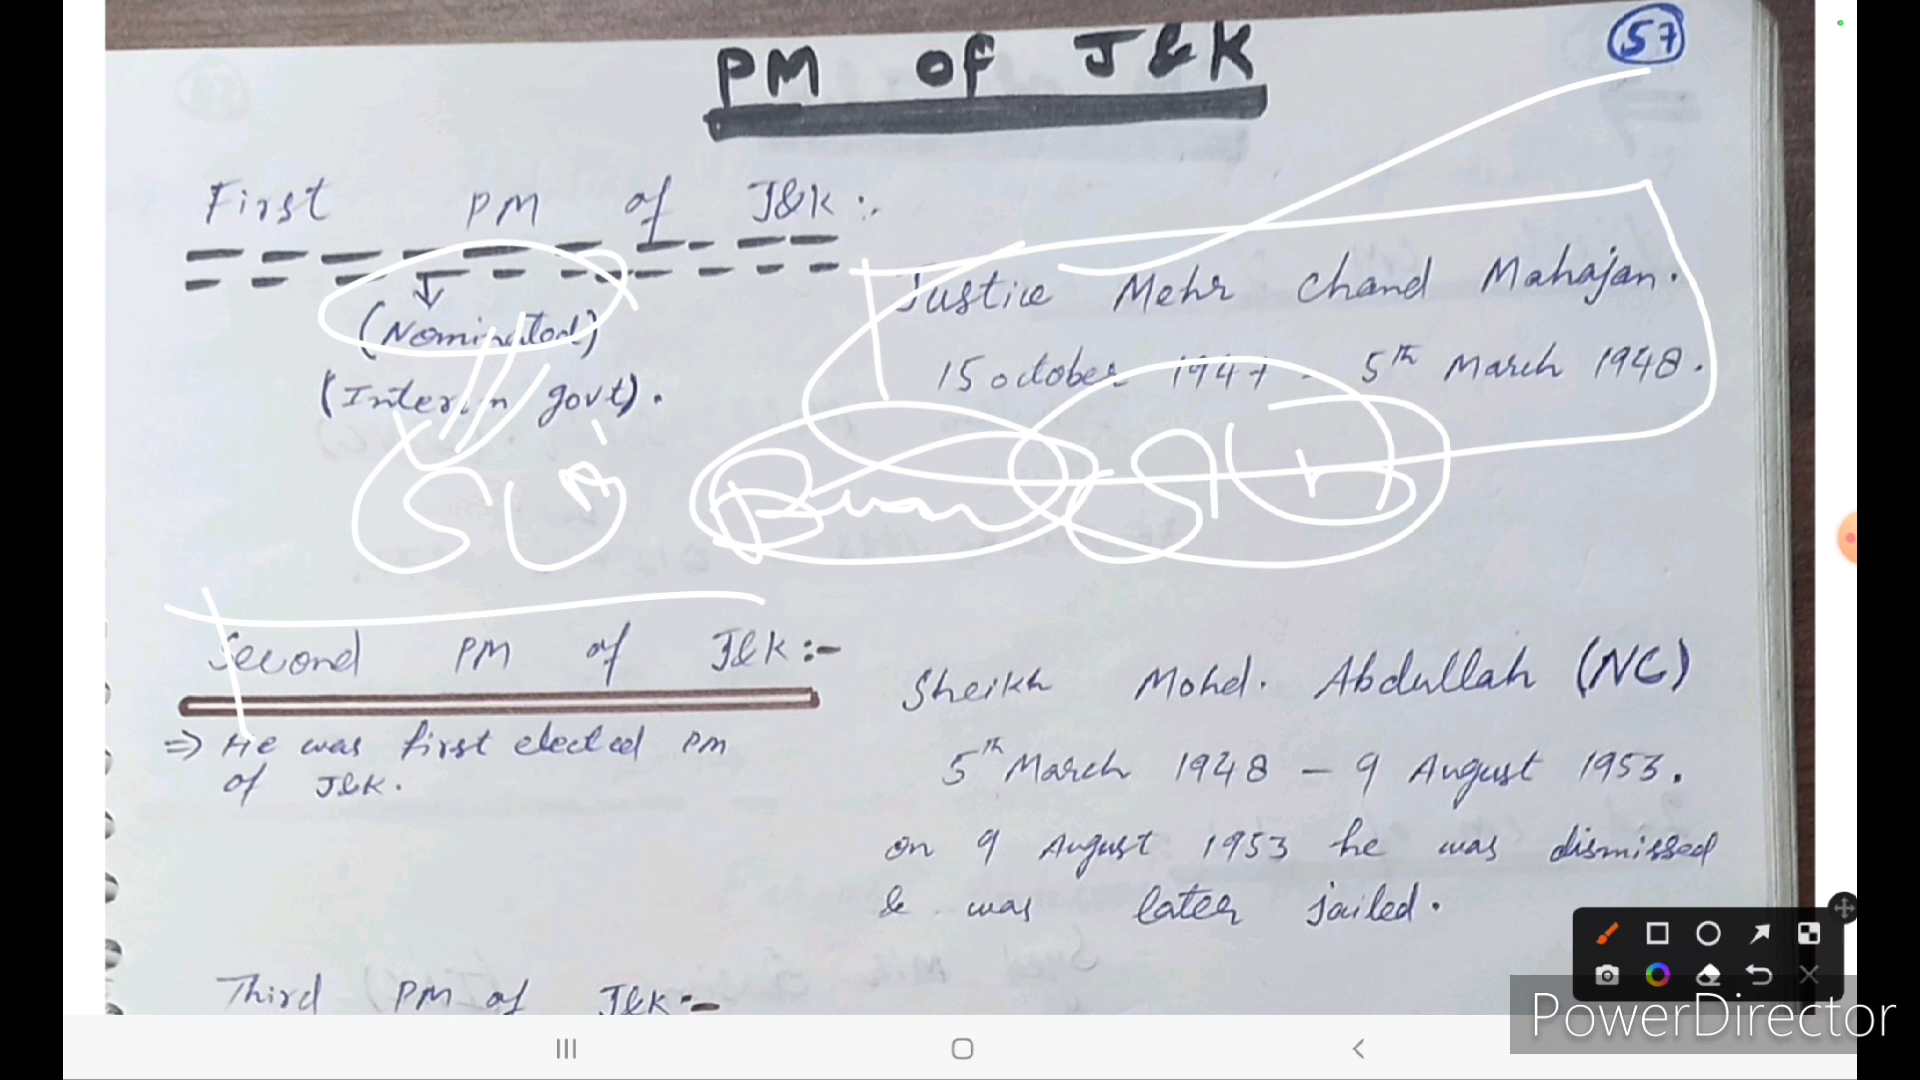 57
PM of J&K
First PM of J&K :-
(Nominated)
(Interim govt).
Justice Mehr Chand Mahajan.
15 october 1947 - 5th March 1948.
Second PM of J&K :-
=> He was first elected PM
of J&K.
Sheikh Mohd. Abdullah (NC)
5th March 1948 - 9 August 1953.
on 9 August 1953 he was dismissed
& was later jailed.
Third PM of J&K :-
PowerDirector